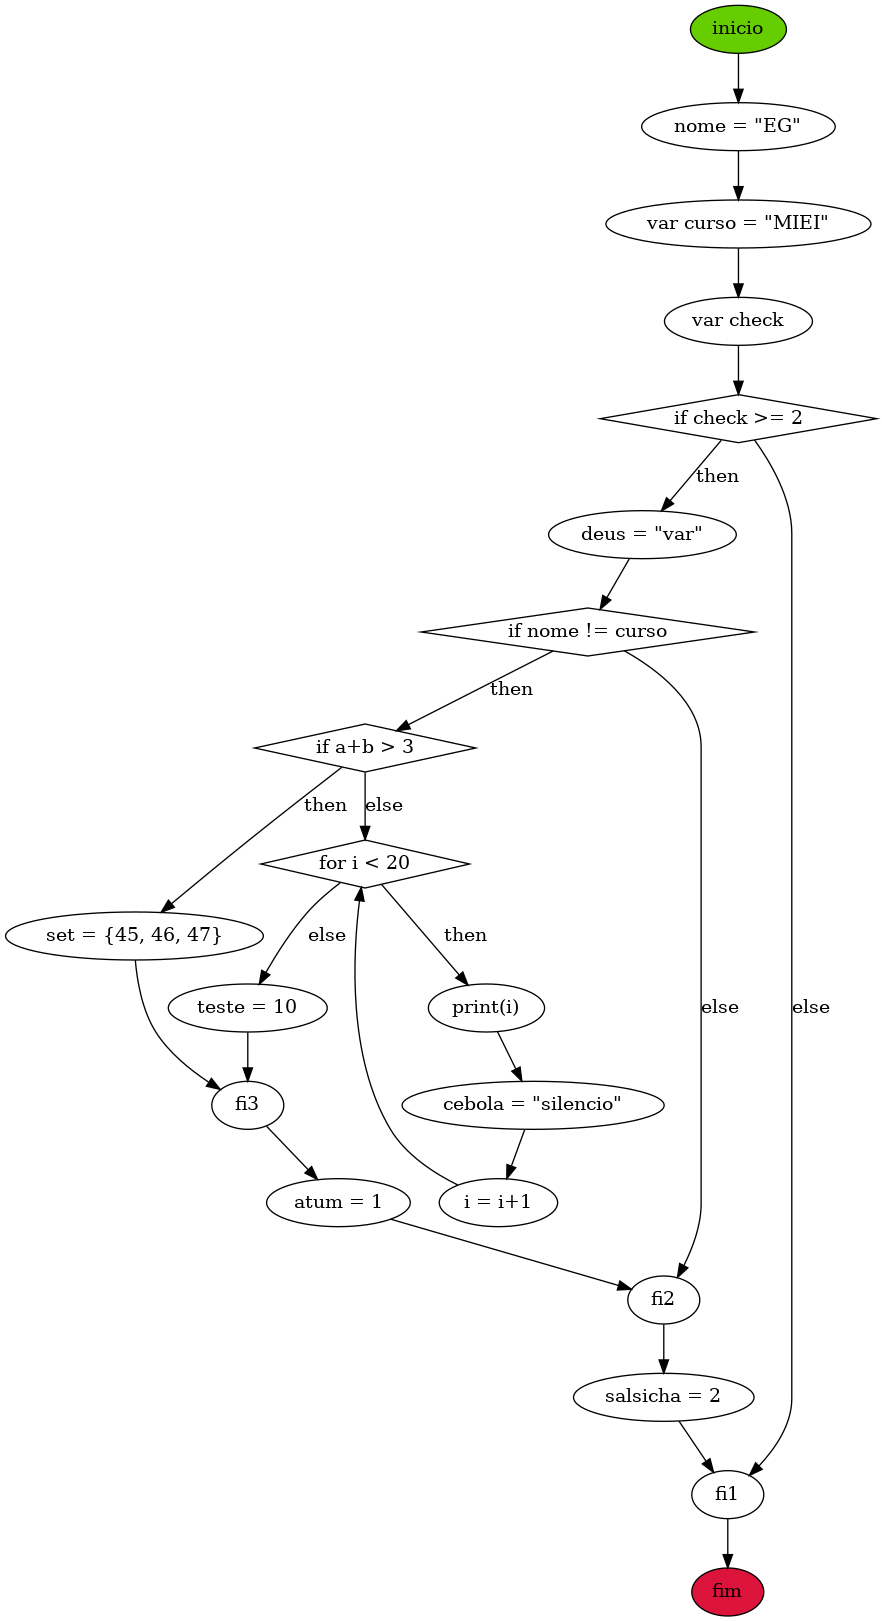 inicio
nome = "EG"
var curso = "MIEI"
var check
if check >= 2
then
deus = "var"
if nome != curso
then
if a+b > 3
then
else
for i < 20
set = {45, 46, 47}
else
then
teste = 10
print(i)
else
else
fi3
cebola = "silencio"
atum = 1
i = i+1
fi2
salsicha = 2
fi1
fim